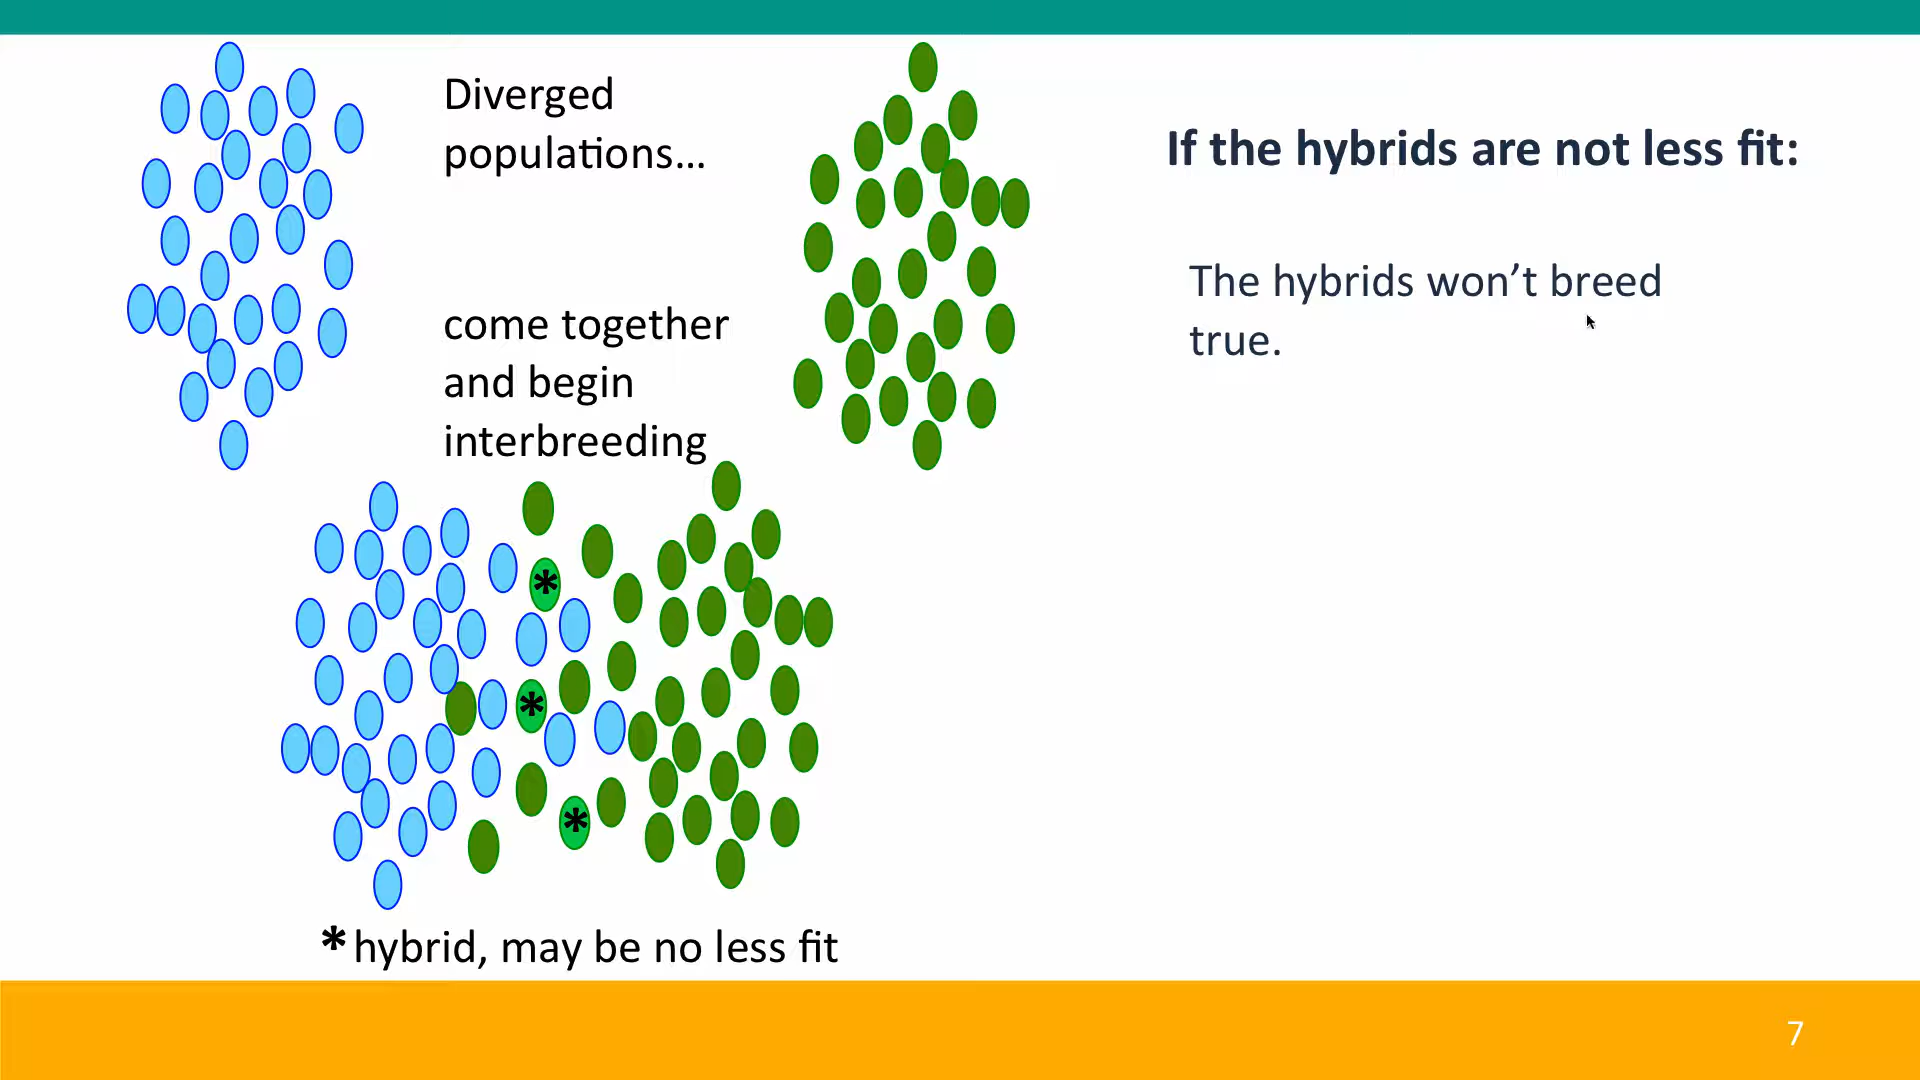 Diverged
populations…
come together
and begin
interbreeding
If the hybrids are not less fit:
The hybrids won’t breed
true.
*
*
*
* hybrid, may be no less fit
7